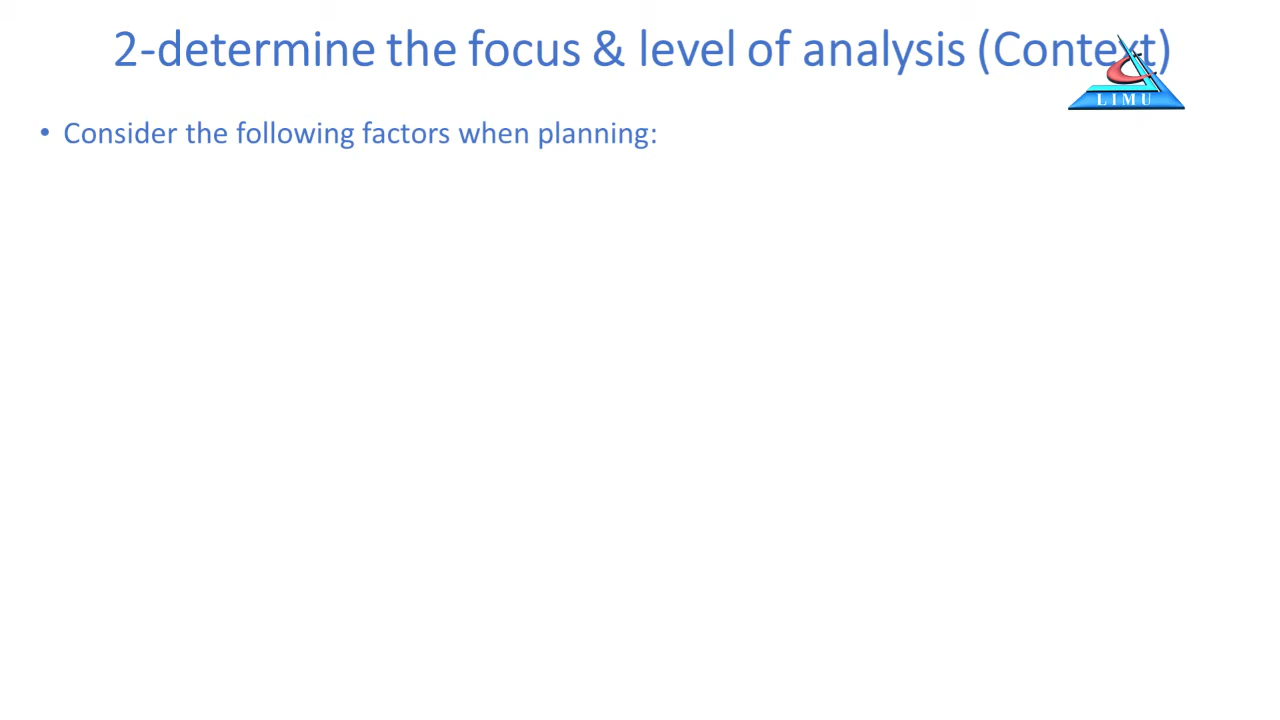 2-determine the focus & level of analysis (Context)
LIMU
• Consider the following factors when planning: